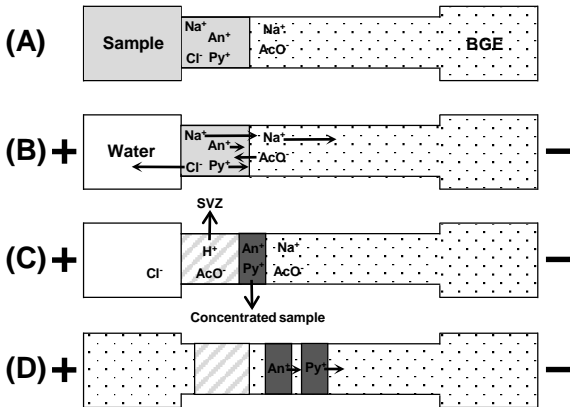 (A) Sample Na⁺ An⁺ Cl⁻ Py⁺ Na⁺ AcO⁻ BGE
(B) + Water Na⁺ An⁺ Cl⁻ Py⁺ Na⁺ AcO⁻ −
SVZ
(C) + Cl⁻ H⁺ AcO⁻ An⁺ Py⁺ Na⁺ AcO⁻ −
Concentrated sample
(D) + An⁺ Py⁺ −